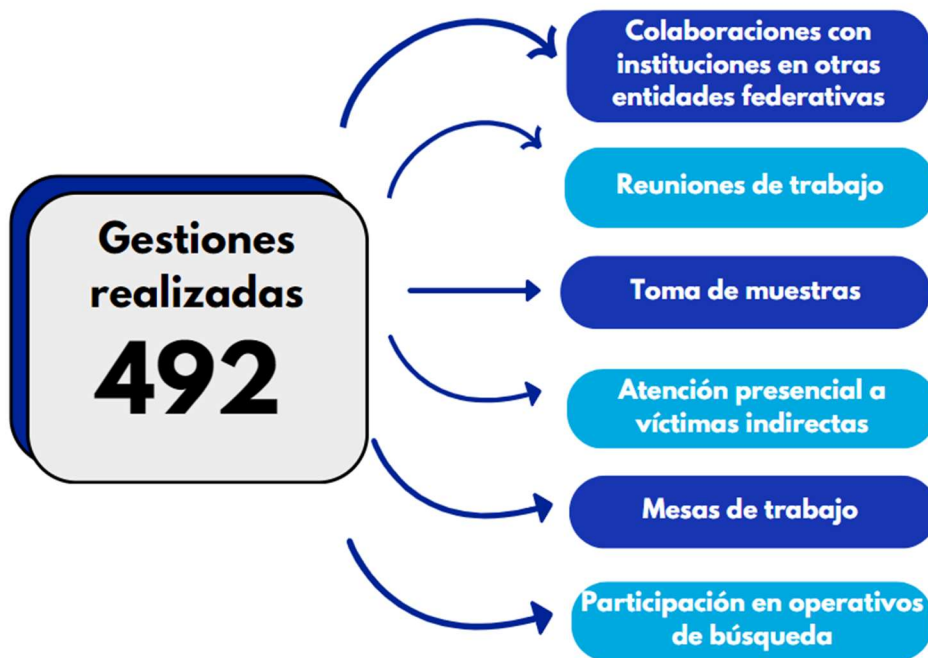 Gestiones
realizadas
492
Colaboraciones con
instituciones en otras
entidades federativas
Reuniones de trabajo
Toma de muestras
Atención presencial a
víctimas indirectas
Mesas de trabajo
Participación en operativos
de búsqueda